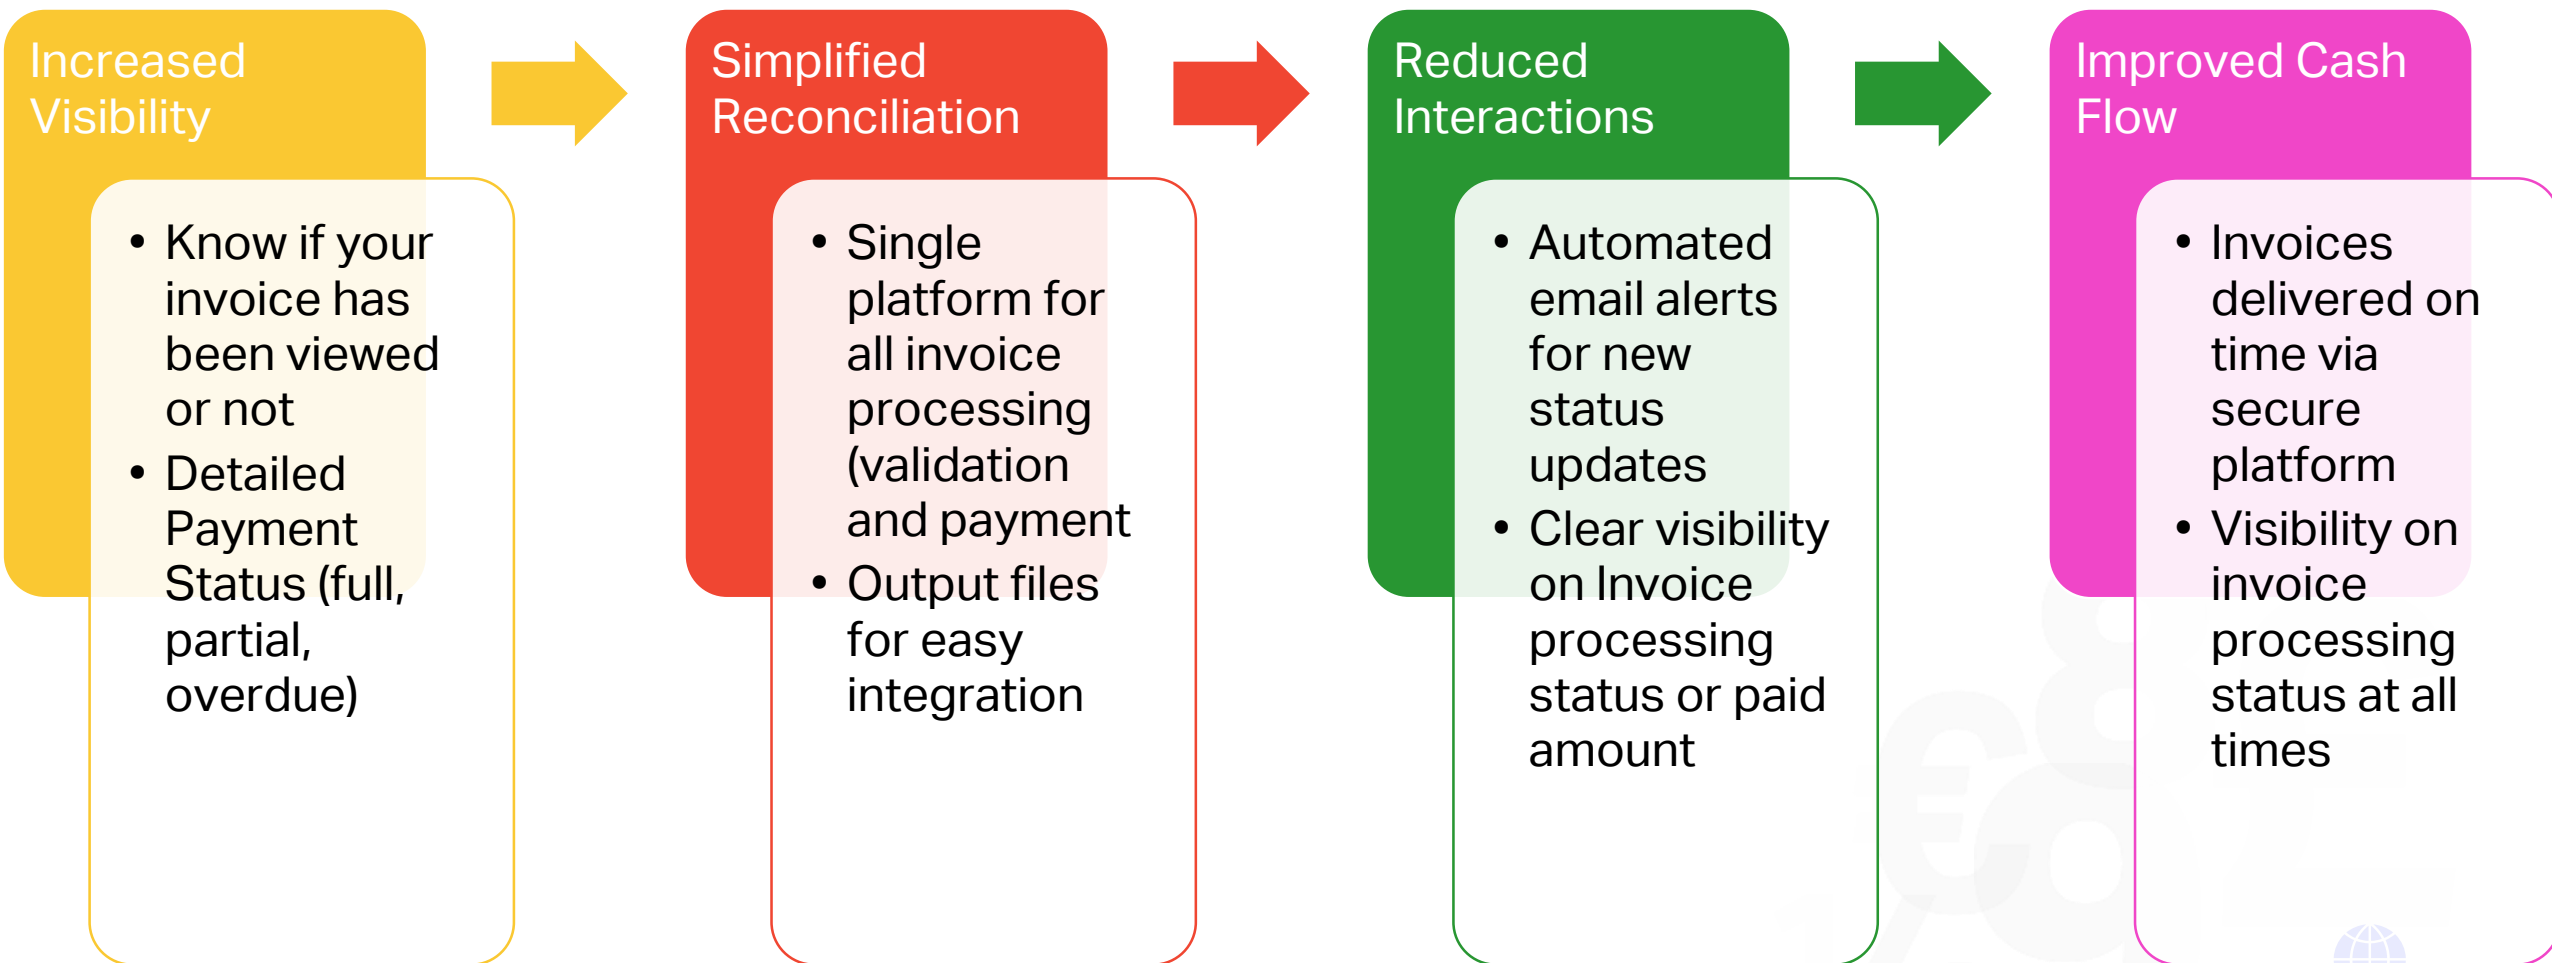 Increased
Visibility
• Know if your
invoice has
been viewed
or not
• Detailed
Payment
Status (full,
partial,
overdue)
Simplified
Reconciliation
• Single
platform for
all invoice
processing
(validation
and payment
• Output files
for easy
integration
Reduced
Interactions
• Automated
email alerts
for new
status
updates
• Clear visibility
on Invoice
processing
status or paid
amount
Improved Cash
Flow
• Invoices
delivered on
time via
secure
platform
• Visibility on
invoice
processing
status at all
times